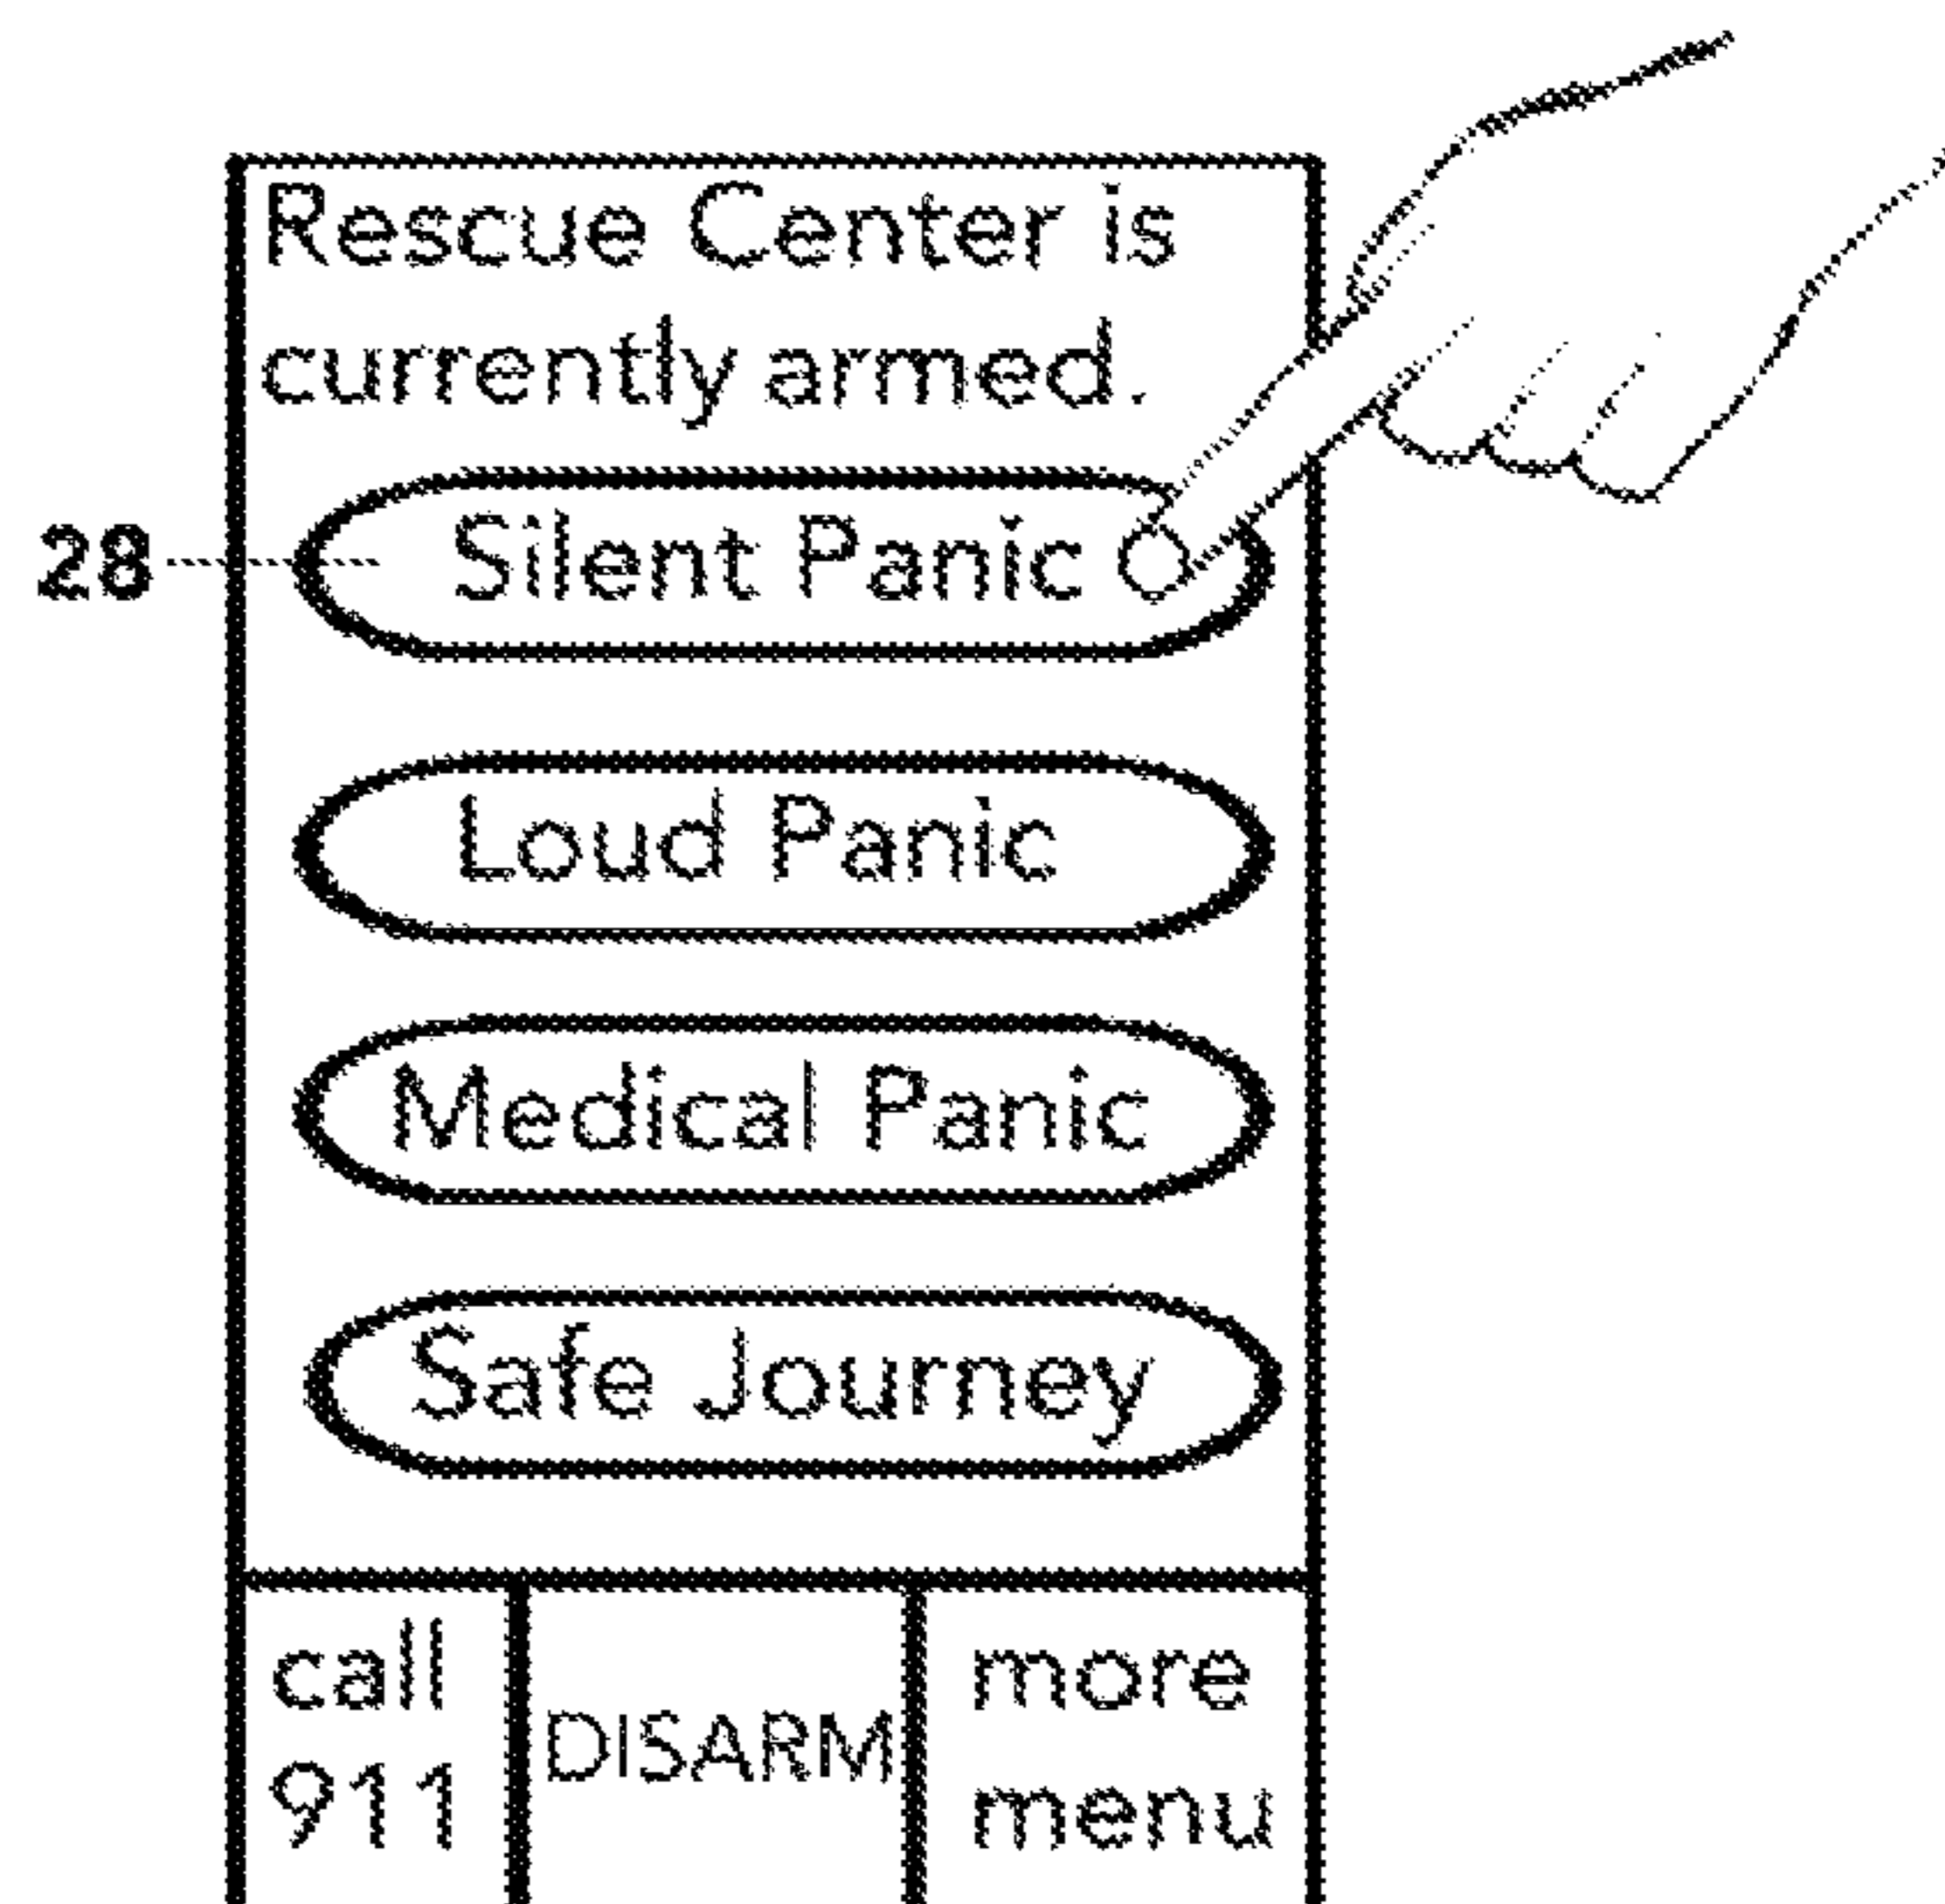 Rescue Center is
currently armed.
28 Silent Panic
Loud Panic
Medical Panic
Safe Journey
call
911
DISARM
more
menu